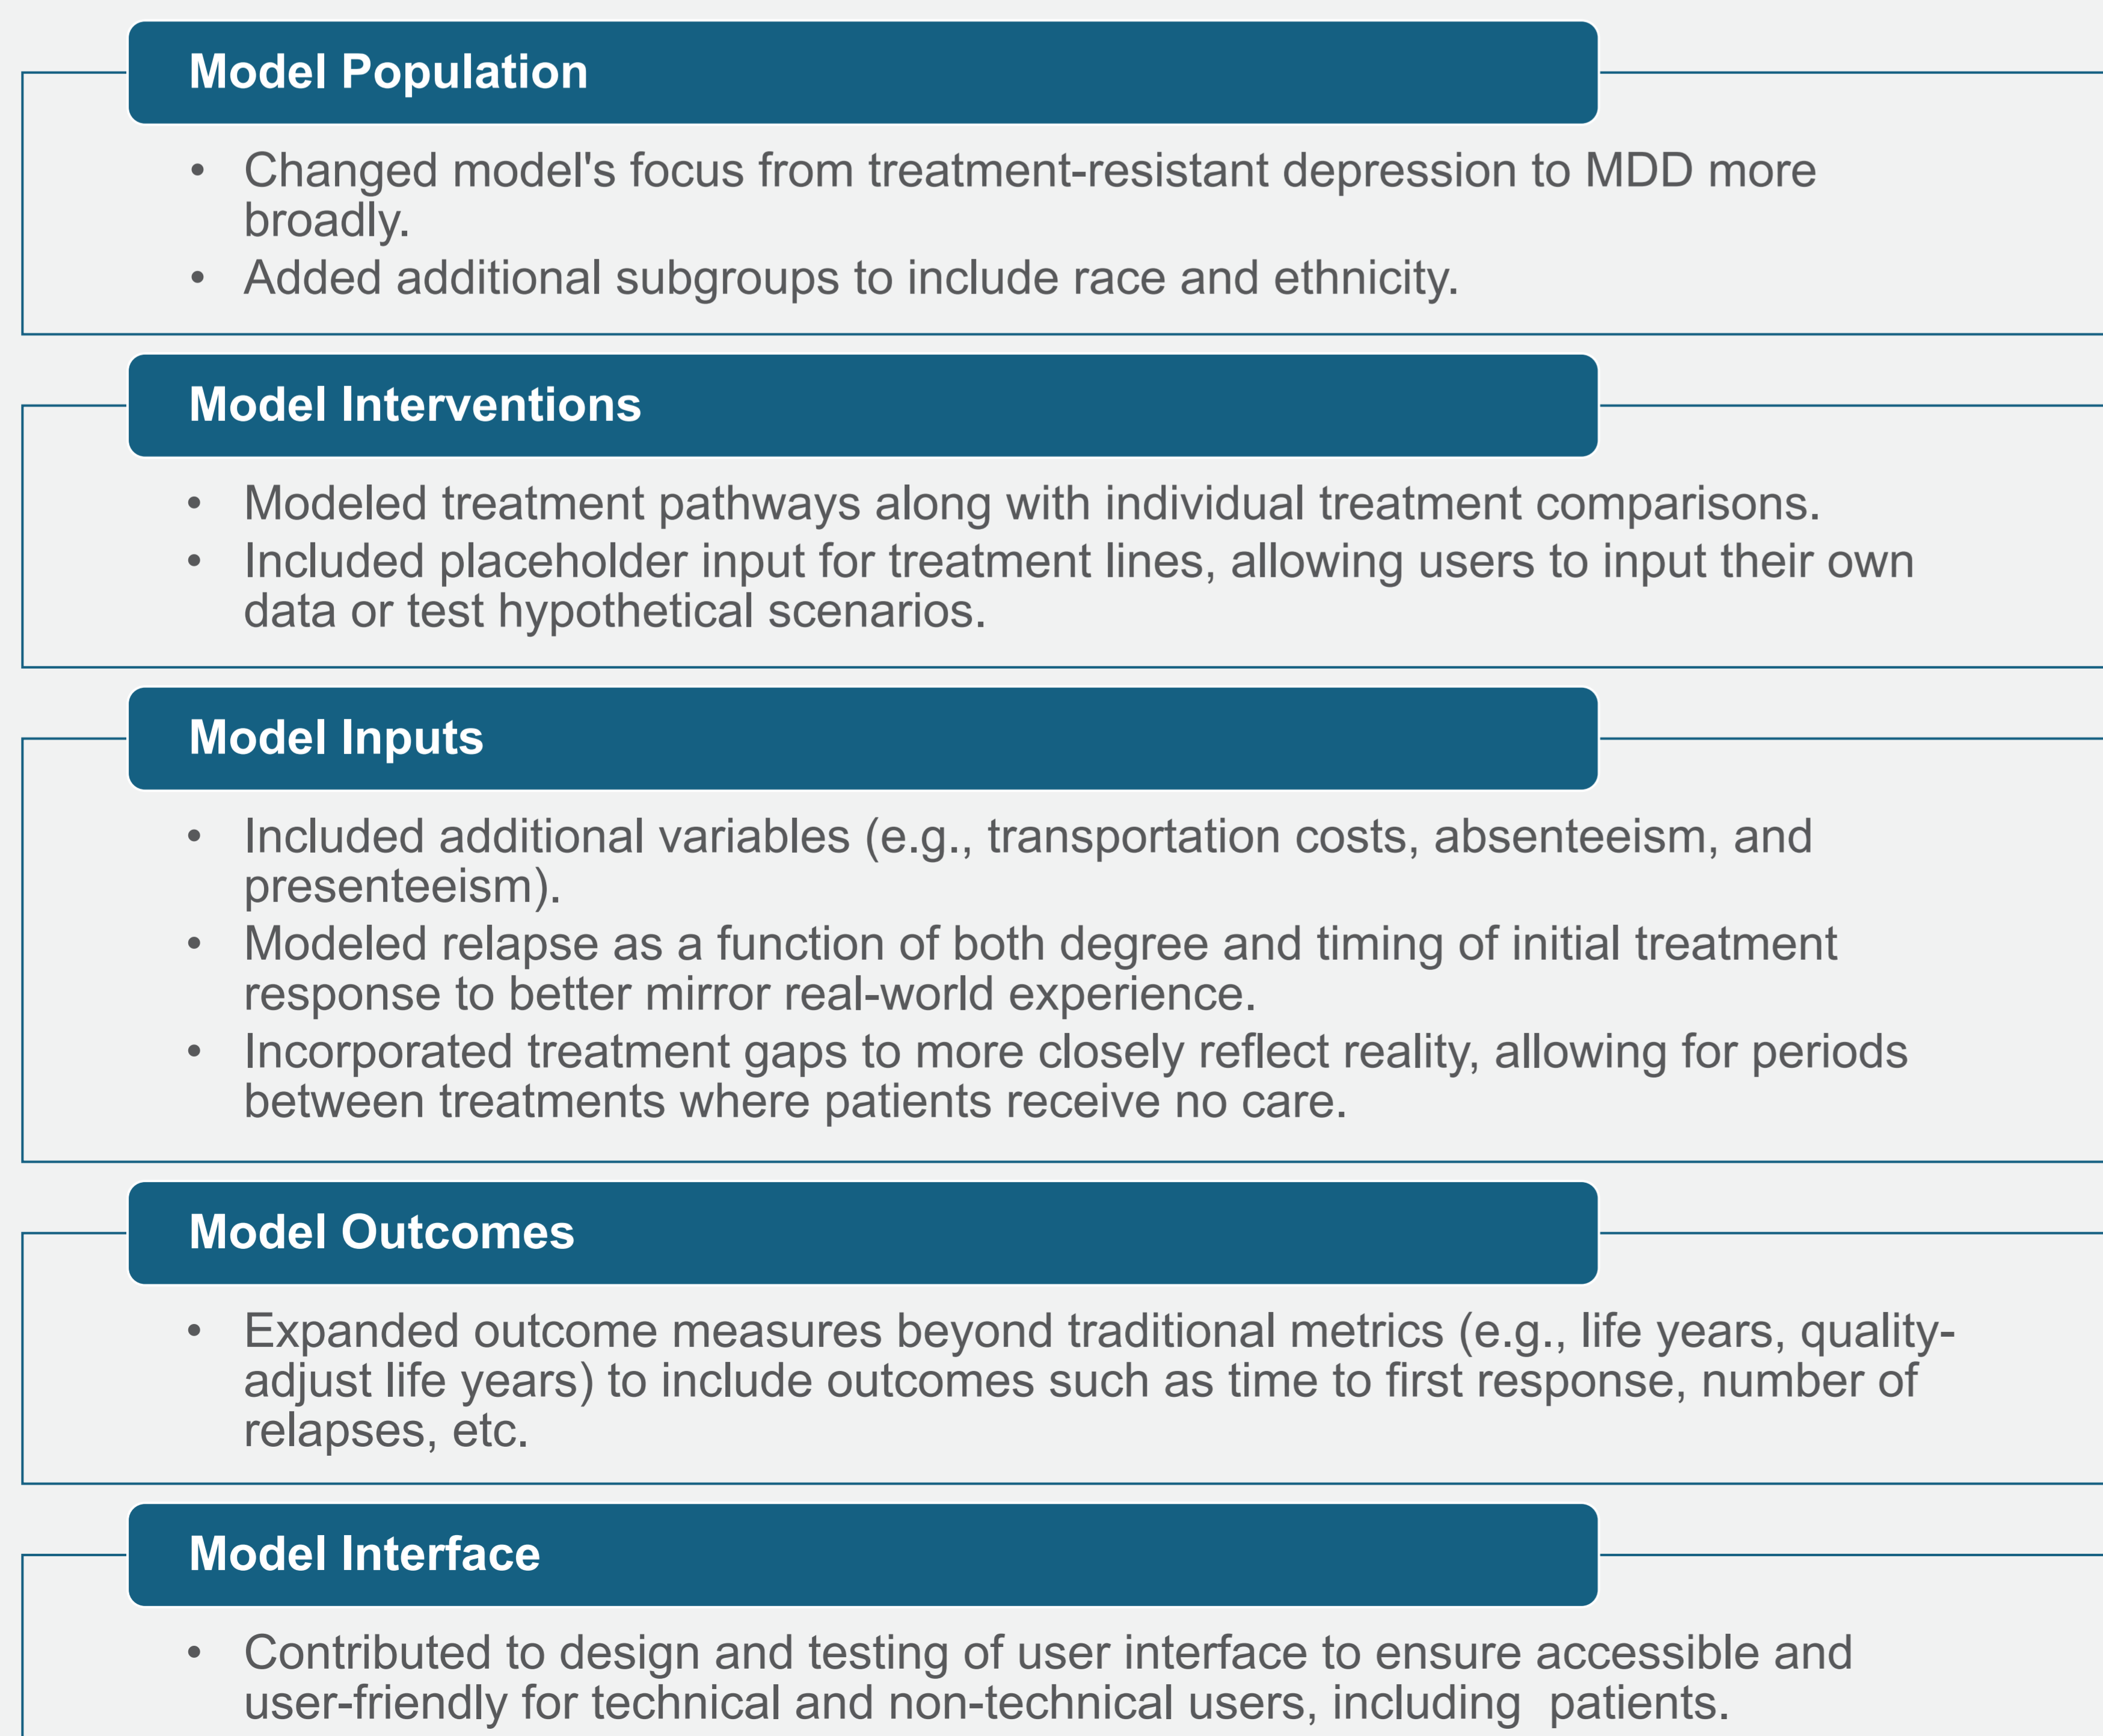 Model Population
• Changed model's focus from treatment-resistant depression to MDD more
broadly.
• Added additional subgroups to include race and ethnicity.
Model Interventions
• Modeled treatment pathways along with individual treatment comparisons.
• Included placeholder input for treatment lines, allowing users to input their own
data or test hypothetical scenarios.
Model Inputs
• Included additional variables (e.g., transportation costs, absenteeism, and
presenteeism).
• Modeled relapse as a function of both degree and timing of initial treatment
response to better mirror real-world experience.
• Incorporated treatment gaps to more closely reflect reality, allowing for periods
between treatments where patients receive no care.
Model Outcomes
• Expanded outcome measures beyond traditional metrics (e.g., life years, quality-
adjust life years) to include outcomes such as time to first response, number of
relapses, etc.
Model Interface
• Contributed to design and testing of user interface to ensure accessible and
user-friendly for technical and non-technical users, including  patients.